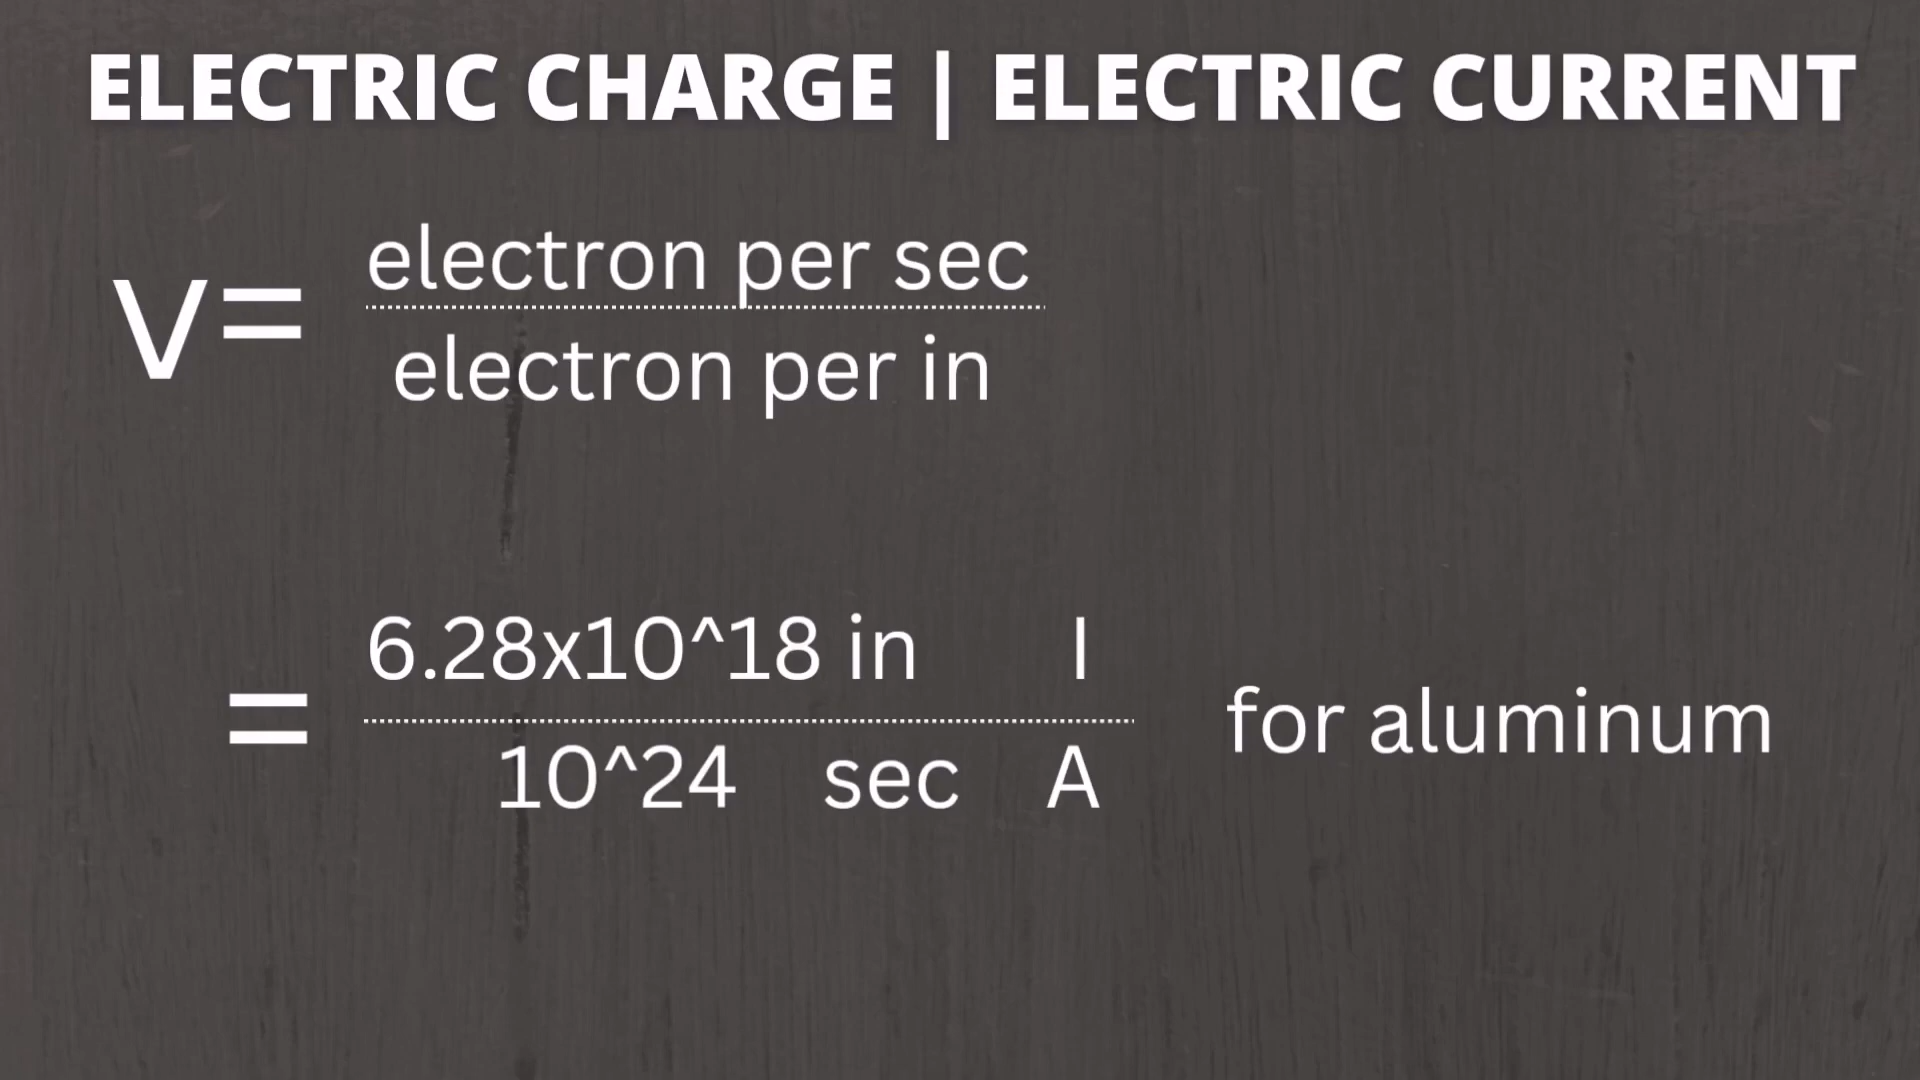 ELECTRIC CHARGE | ELECTRIC CURRENT
electron per sec
v=
electron per in
6.28x10^18 in I
= for aluminum
10^24 sec A